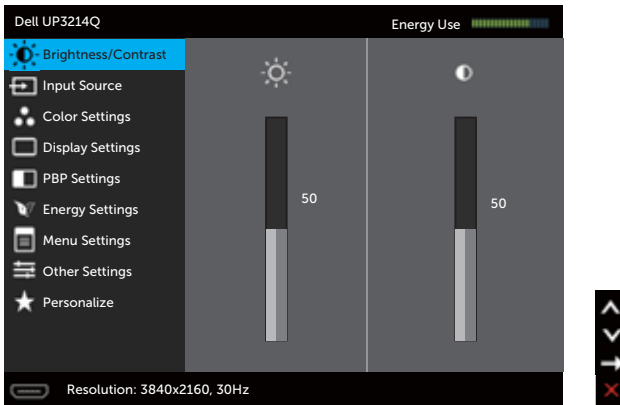 Dell UP3214Q
Energy Use
Brightness/Contrast
Input Source
Color Settings
Display Settings
PBP Settings
Energy Settings
Menu Settings
Other Settings
Personalize
50
50
Resolution: 3840x2160, 30Hz